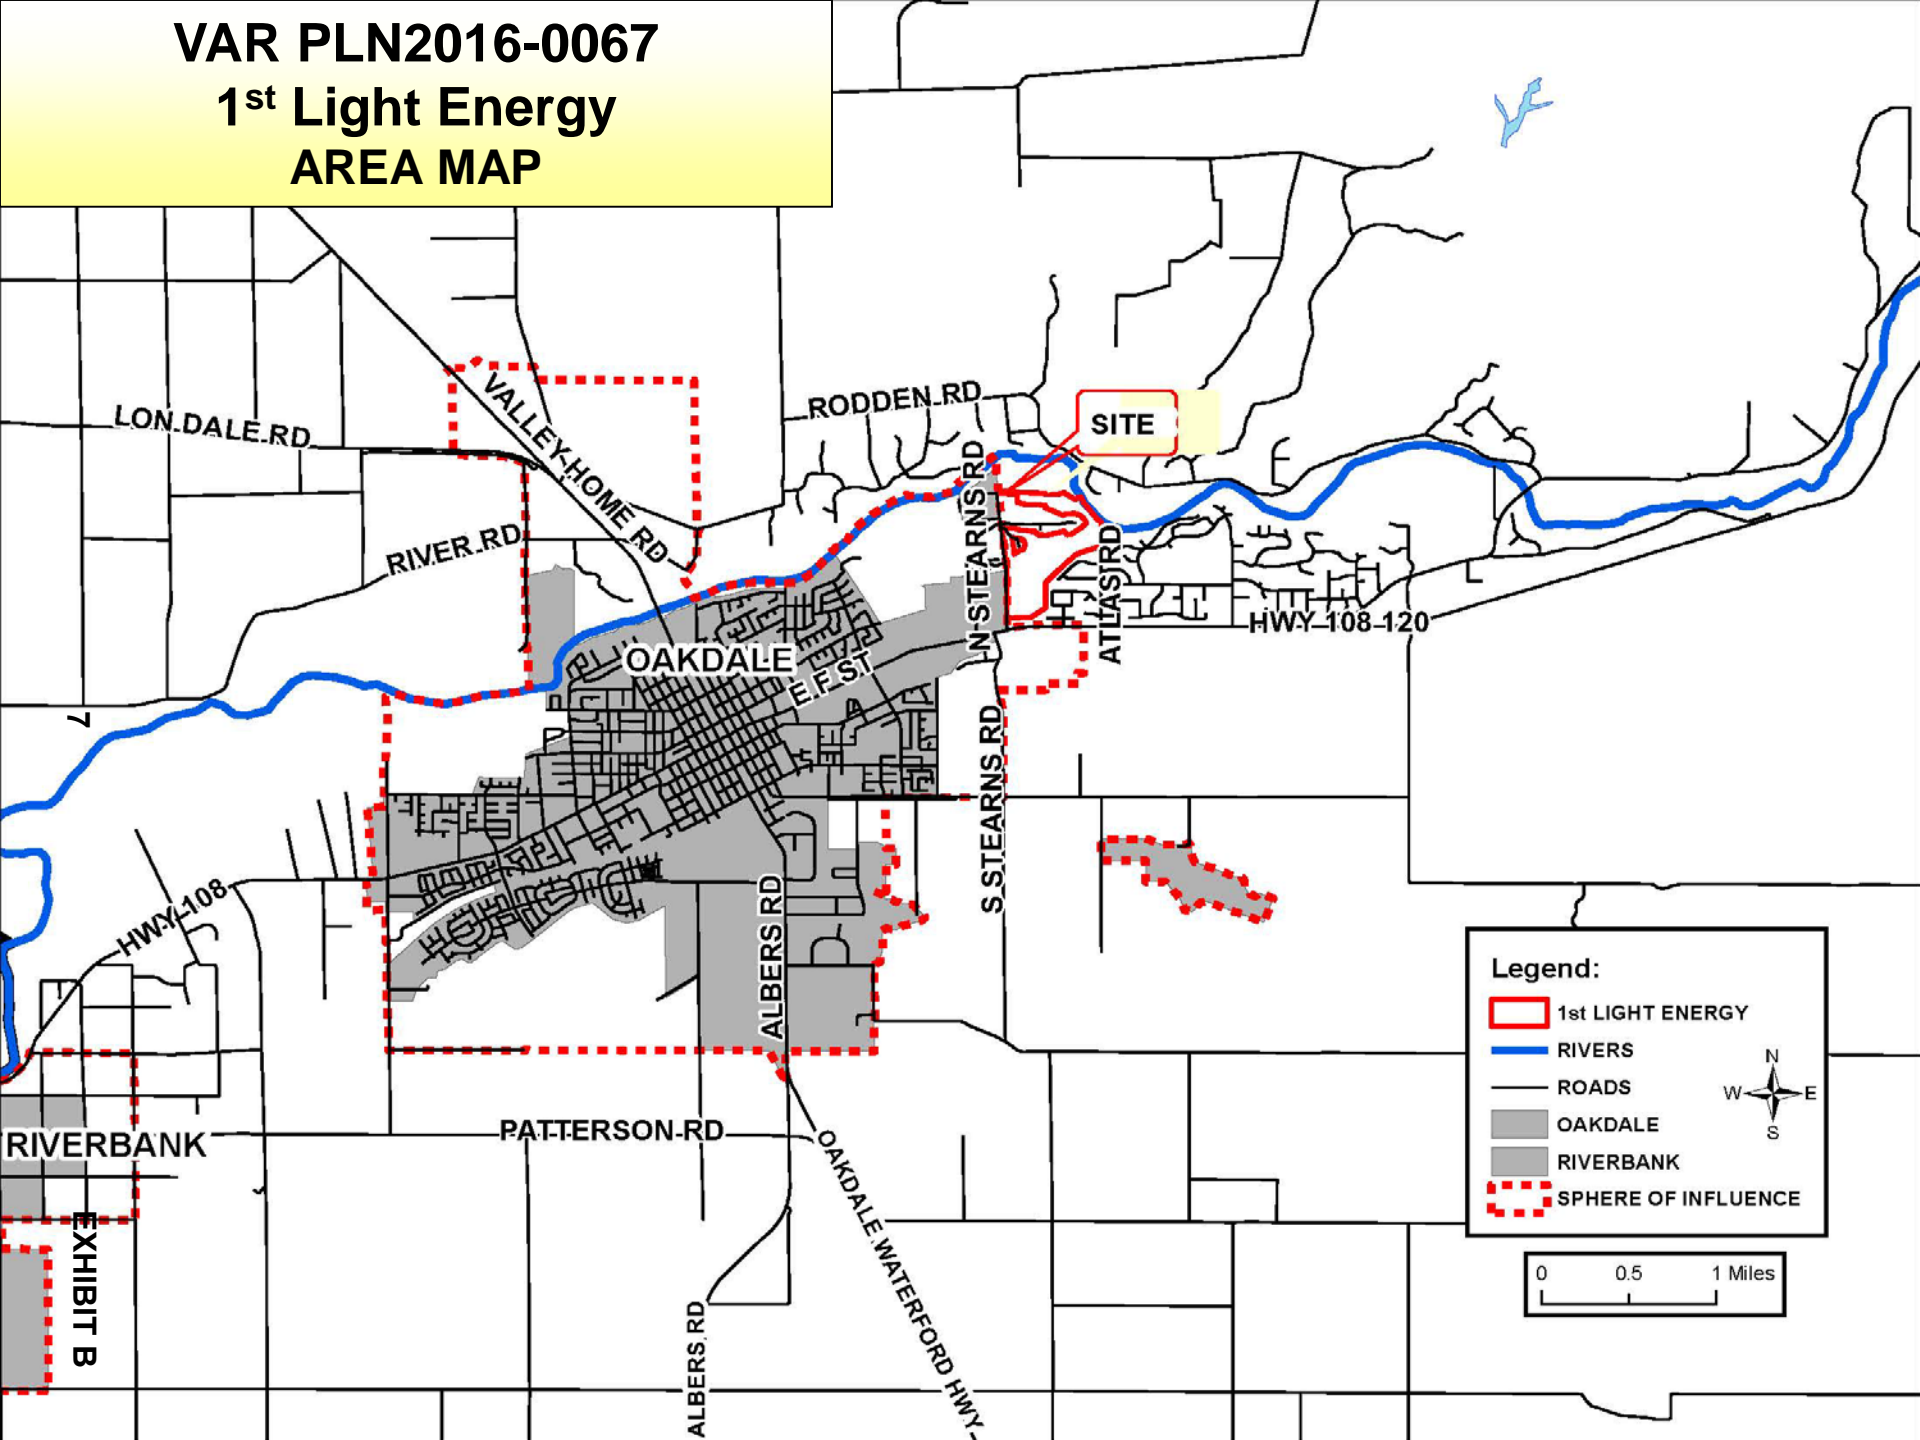 VAR PLN2016-0067
1st Light Energy
AREA MAP
LON DALE RD
VALLEY HOME RD
RODDEN RD
SITE
RIVER RD
N STEARNS RD
ATLAS RD
HWY 108 120
OAKDALE
E F ST
7
S STEARNS RD
HWY 108
ALBERS RD
RIVERBANK
PATTERSON RD
OAKDALE WATERFORD HWY
ALBERS RD
EXHIBIT B
Legend:
1st LIGHT ENERGY
RIVERS
ROADS
OAKDALE
RIVERBANK
SPHERE OF INFLUENCE
N
W E
S
0 0.5 1 Miles